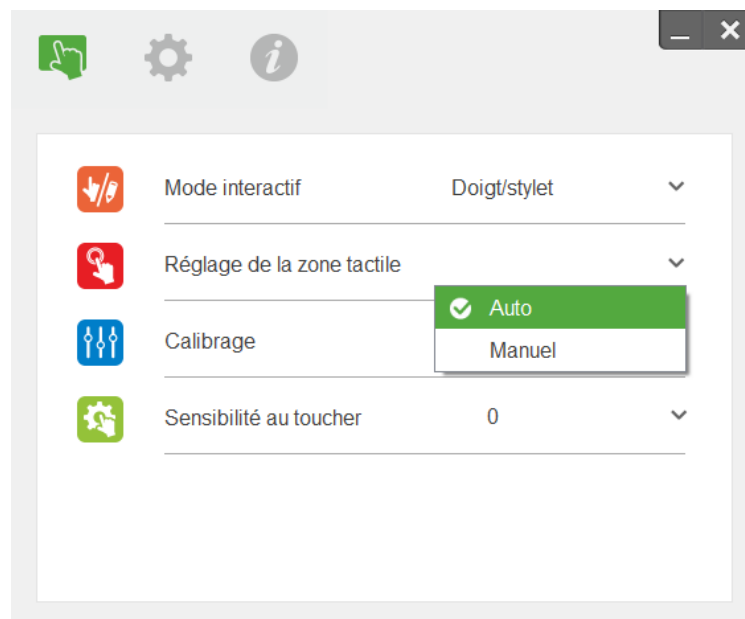 Mode interactif Doigt/stylet
Réglage de la zone tactile
Auto
Calibrage
Manuel
Sensibilité au toucher 0